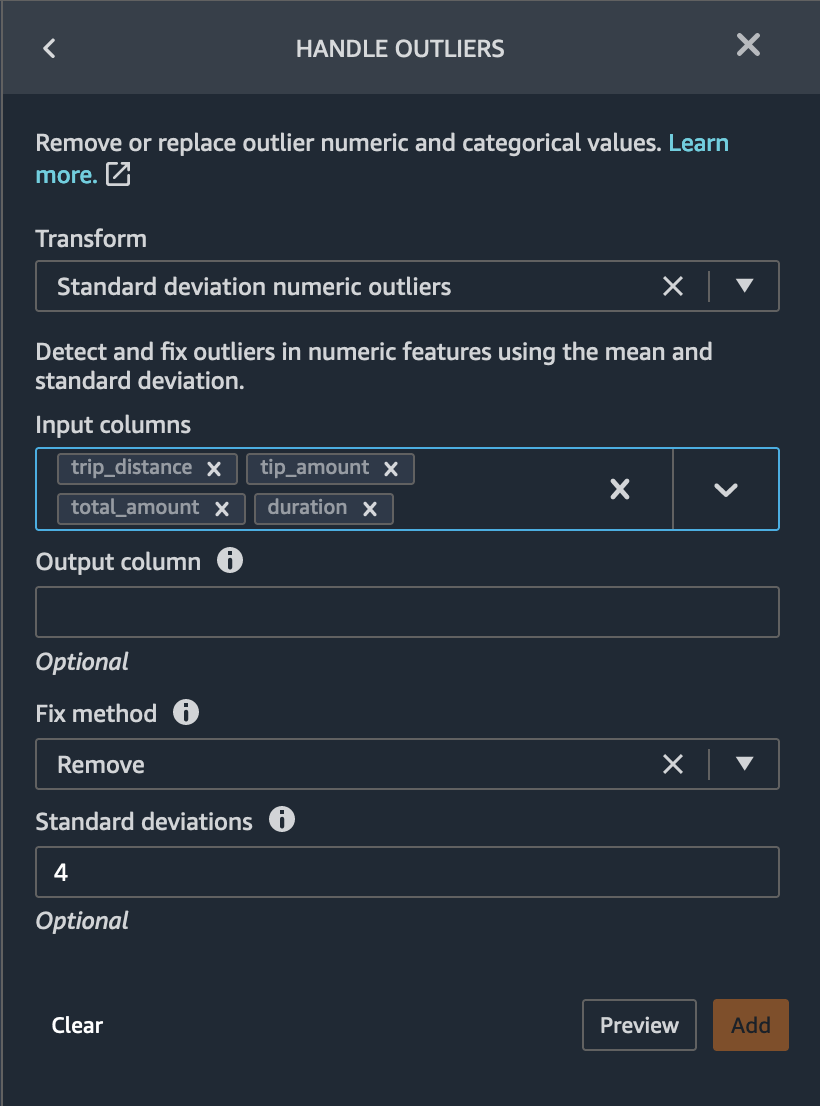 HANDLE OUTLIERS
Remove or replace outlier numeric and categorical values. Learn
more.
Transform
Standard deviation numeric outliers
Detect and fix outliers in numeric features using the mean and
standard deviation.
Input columns
trip_distance tip_amount
total_amount duration
Output column
Optional
Fix method
Remove
Standard deviations
4
Optional
Clear Preview Add